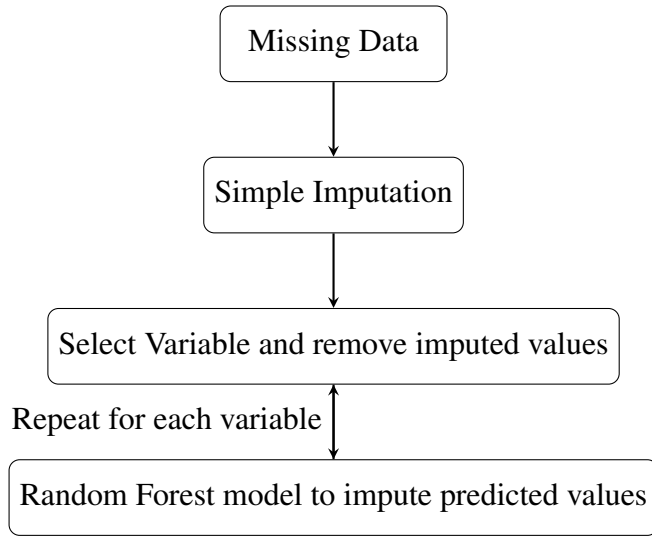 Missing Data
Simple Imputation
Select Variable and remove imputed values
Repeat for each variable
Random Forest model to impute predicted values